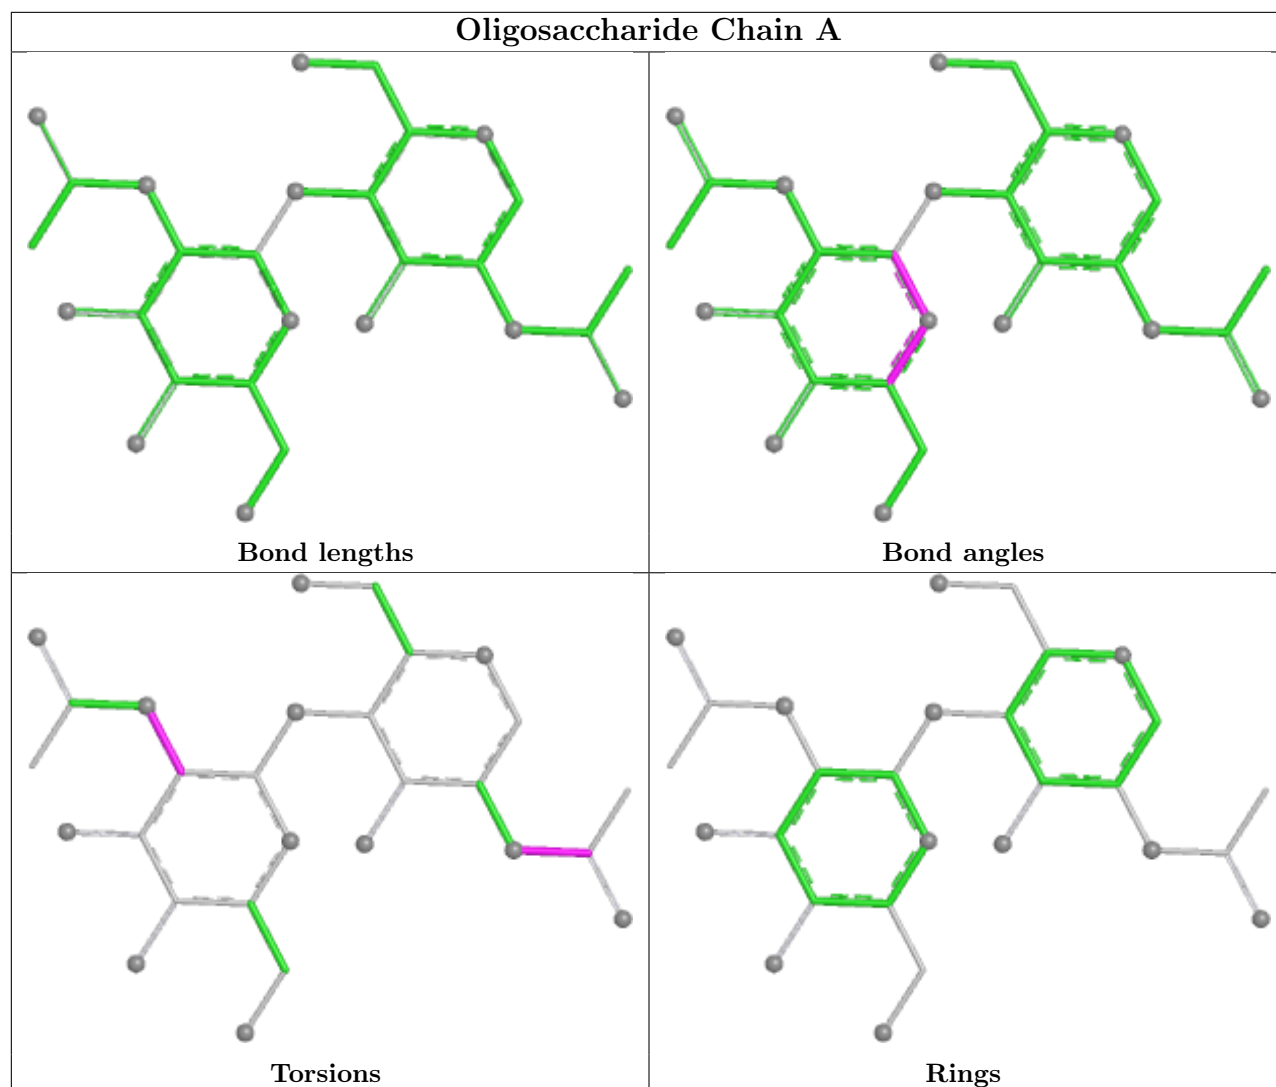 Oligosaccharide Chain A
Bond lengths
Bond angles
Torsions
Rings